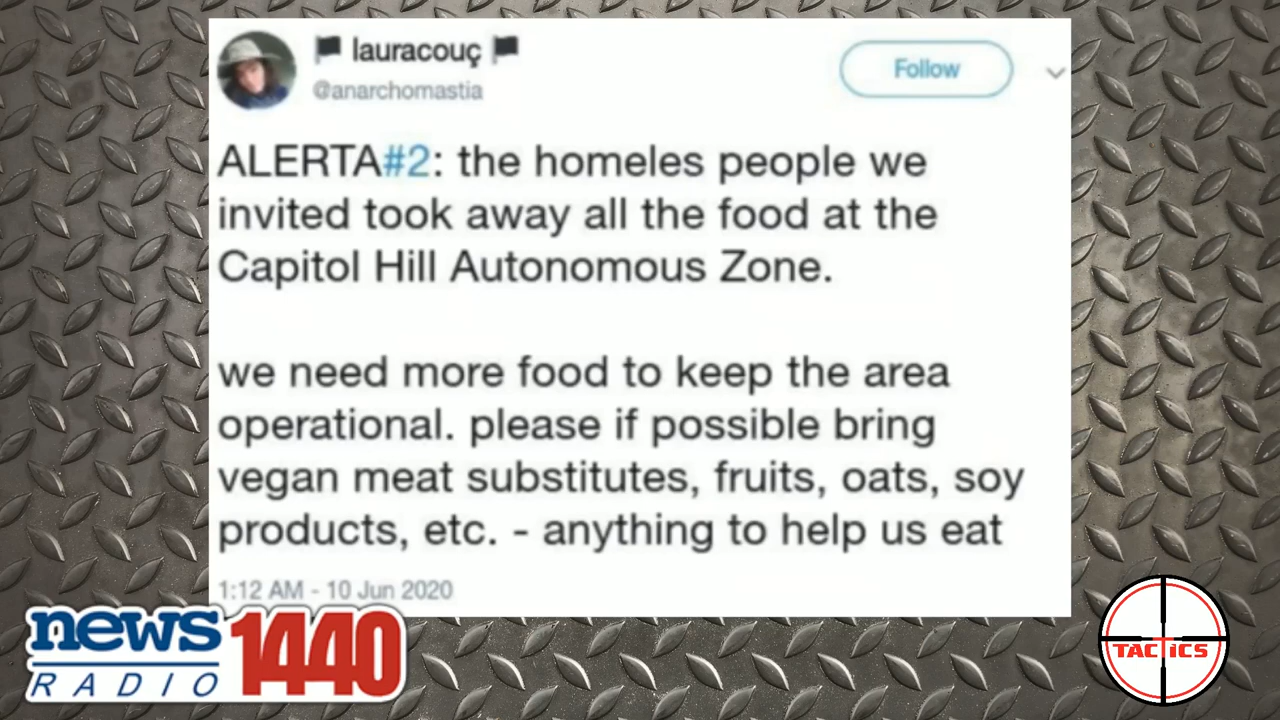 🏴 lauracouç 🏴
@anarchomastia
Follow
ALERTA#2: the homeles people we
invited took away all the food at the
Capitol Hill Autonomous Zone.
we need more food to keep the area
operational. please if possible bring
vegan meat substitutes, fruits, oats, soy
products, etc. - anything to help us eat
1:12 AM - 10 Jun 2020
news 1440
RADIO
TACTICS